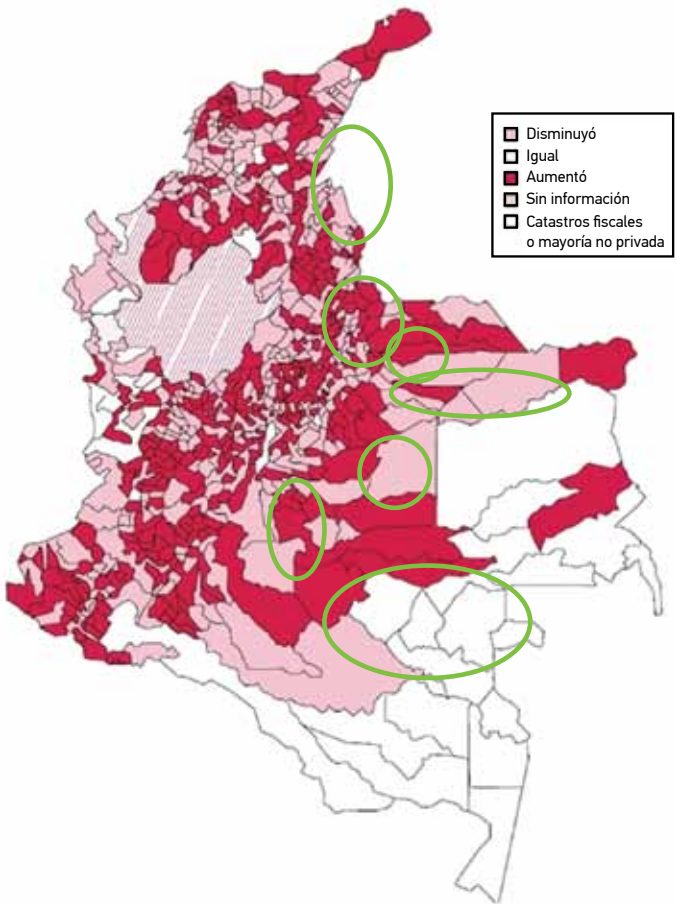 Disminuyó
Igual
Aumentó
Sin información
Catastros fiscales
o mayoría no privada